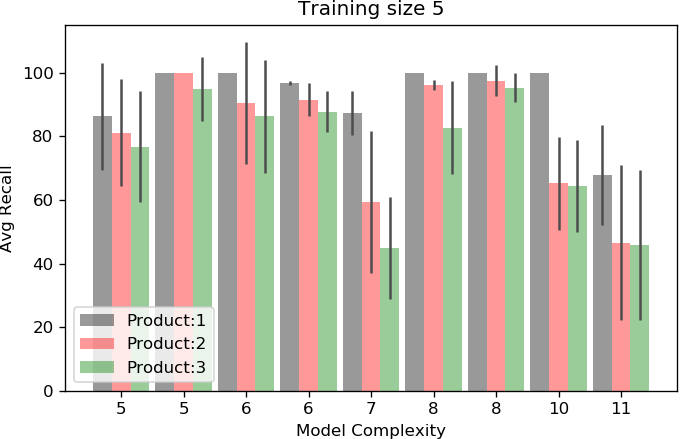 Training size 5
Avg Recall
100
80
60
40
20
0
Product:1
Product:2
Product:3
5 5 6 6 7 8 8 10 11
Model Complexity